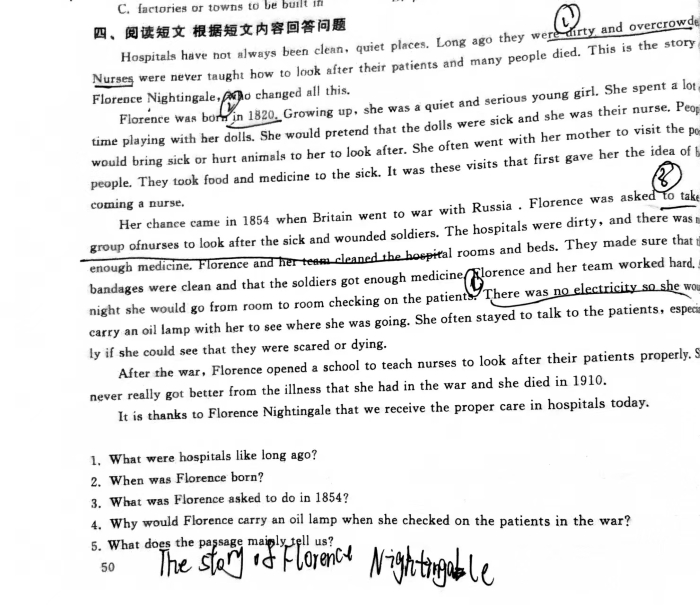 C. factories or towns to be built in
四、阅读短文 根据短文内容回答问题
Hospitals have not always been clean, quiet places. Long ago they were dirty and overcrowde
Nurses were never taught how to look after their patients and many people died. This is the story
Florence Nightingale, who changed all this.
Florence was born in 1820. Growing up, she was a quiet and serious young girl. She spent a lot
time playing with her dolls. She would pretend that the dolls were sick and she was their nurse. Peop
would bring sick or hurt animals to her to look after. She often went with her mother to visit the po
people. They took food and medicine to the sick. It was these visits that first gave her the idea of b
coming a nurse.
Her chance came in 1854 when Britain went to war with Russia . Florence was asked to take
group ofnurses to look after the sick and wounded soldiers. The hospitals were dirty, and there was n
enough medicine. Florence and her team cleaned the hospital rooms and beds. They made sure that t
bandages were clean and that the soldiers got enough medicine. Florence and her team worked hard.
night she would go from room to room checking on the patients. There was no electricity so she wou
carry an oil lamp with her to see where she was going. She often stayed to talk to the patients, especia
ly if she could see that they were scared or dying.
After the war, Florence opened a school to teach nurses to look after their patients properly. S
never really got better from the illness that she had in the war and she died in 1910.
It is thanks to Florence Nightingale that we receive the proper care in hospitals today.
1. What were hospitals like long ago?
2. When was Florence born?
3. What was Florence asked to do in 1854?
4. Why would Florence carry an oil lamp when she checked on the patients in the war?
5. What does the passage mainly tell us?
50
The story of Florence Nightingale